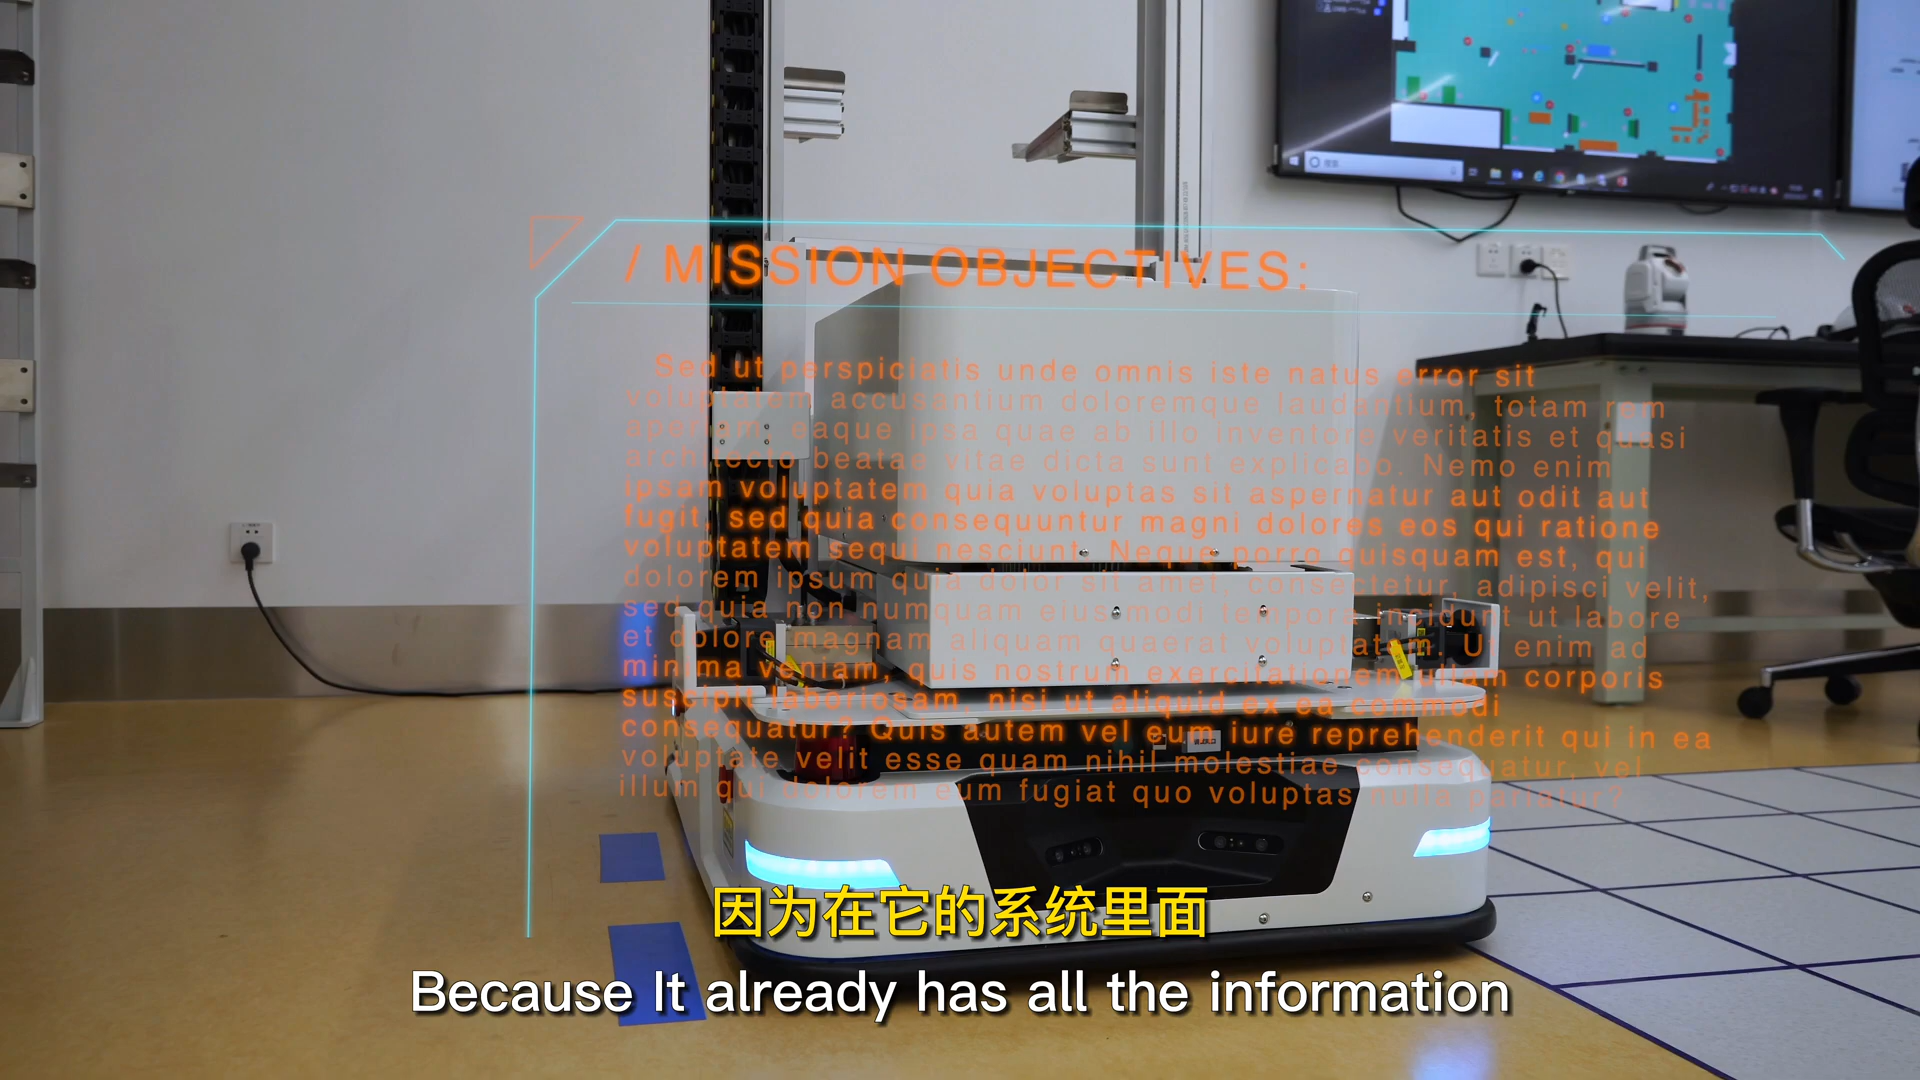 / MISSION OBJECTIVES:
Sed ut perspiciatis unde omnis iste natus error sit
voluptatem accusantium doloremque laudantium, totam rem
aperiam, eaque ipsa quae ab illo inventore veritatis et quasi
architecto beatae vitae dicta sunt explicabo. Nemo enim
ipsam voluptatem quia voluptas sit aspernatur aut odit aut
fugit, sed quia consequuntur magni dolores eos qui ratione
voluptatem sequi nesciunt. Neque porro quisquam est, qui
dolorem ipsum quia dolor sit amet, consectetur, adipisci velit,
sed quia non numquam eius modi tempora incidunt ut labore
et dolore magnam aliquam quaerat voluptatem. Ut enim ad
minima veniam, quis nostrum exercitationem ullam corporis
suscipit laboriosam, nisi ut aliquid ex ea commodi
consequatur? Quis autem vel eum iure reprehenderit qui in ea
voluptate velit esse quam nihil molestiae consequatur, vel
illum qui dolorem eum fugiat quo voluptas nulla pariatur?
因为在它的系统里面
Because It already has all the information